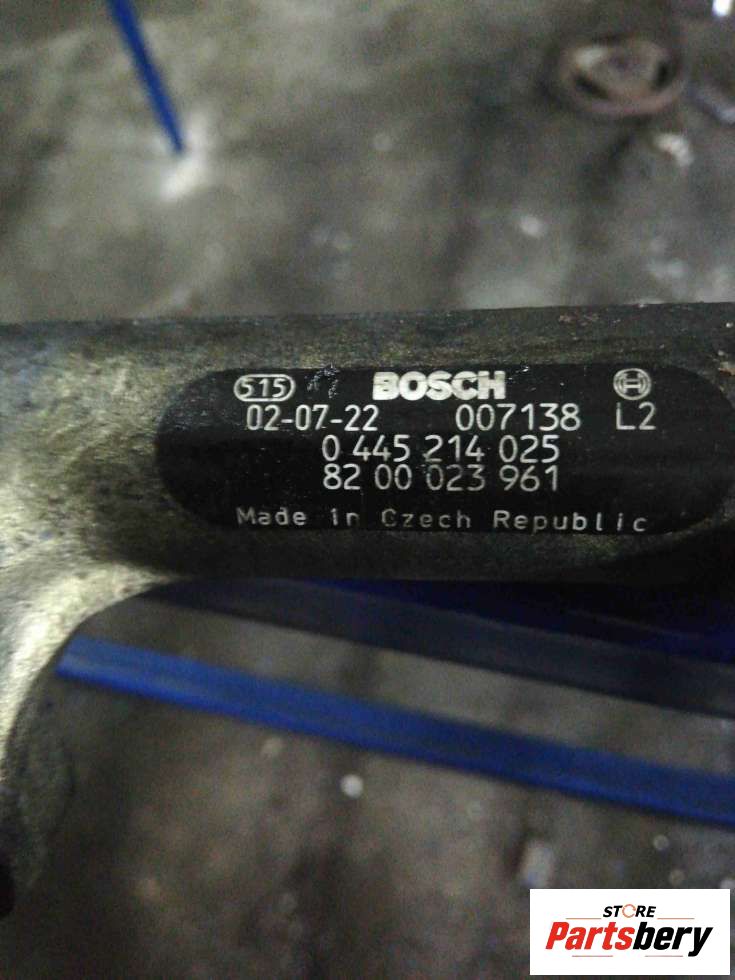 515 BOSCH
02-07-22 007138 L2
0 445 214 025
82 00 023 961
Made in Czech Republic
STORE
Partsbery